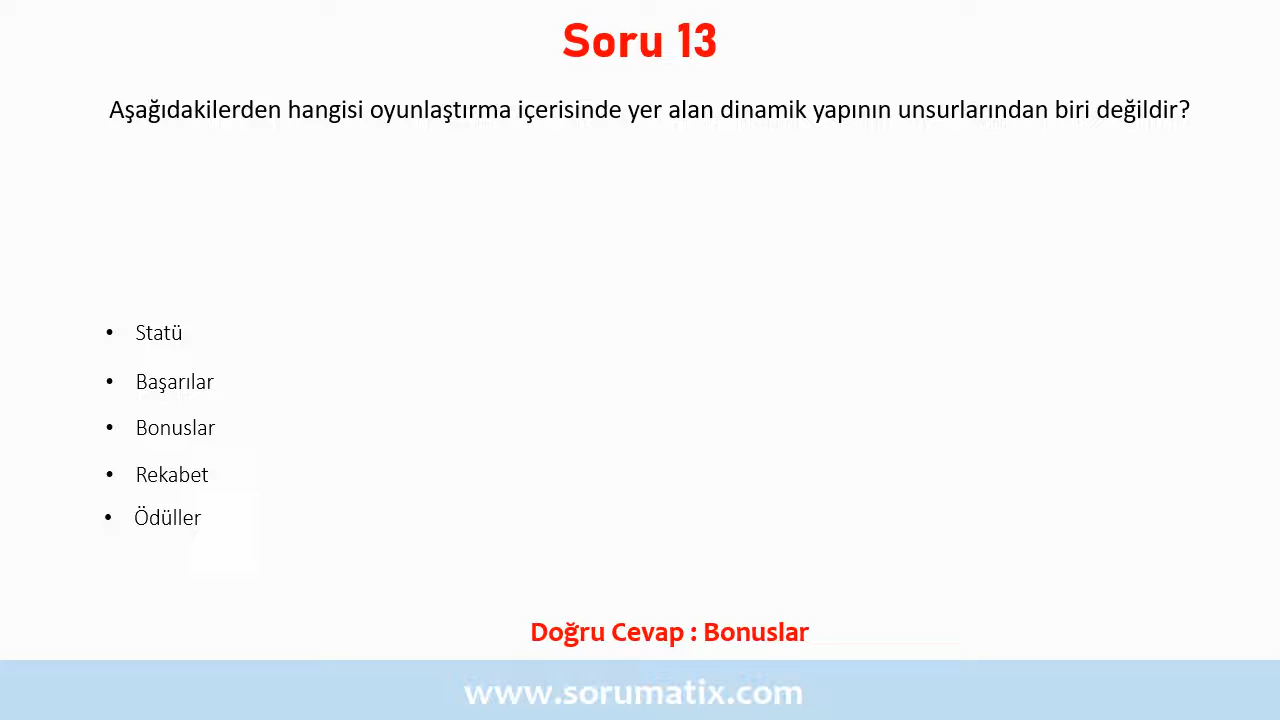 Soru 13
Aşağıdakilerden hangisi oyunlaştırma içerisinde yer alan dinamik yapının unsurlarından biri değildir?
• Statü
• Başarılar
• Bonuslar
• Rekabet
• Ödüller
Doğru Cevap : Bonuslar
www.sorumatix.com